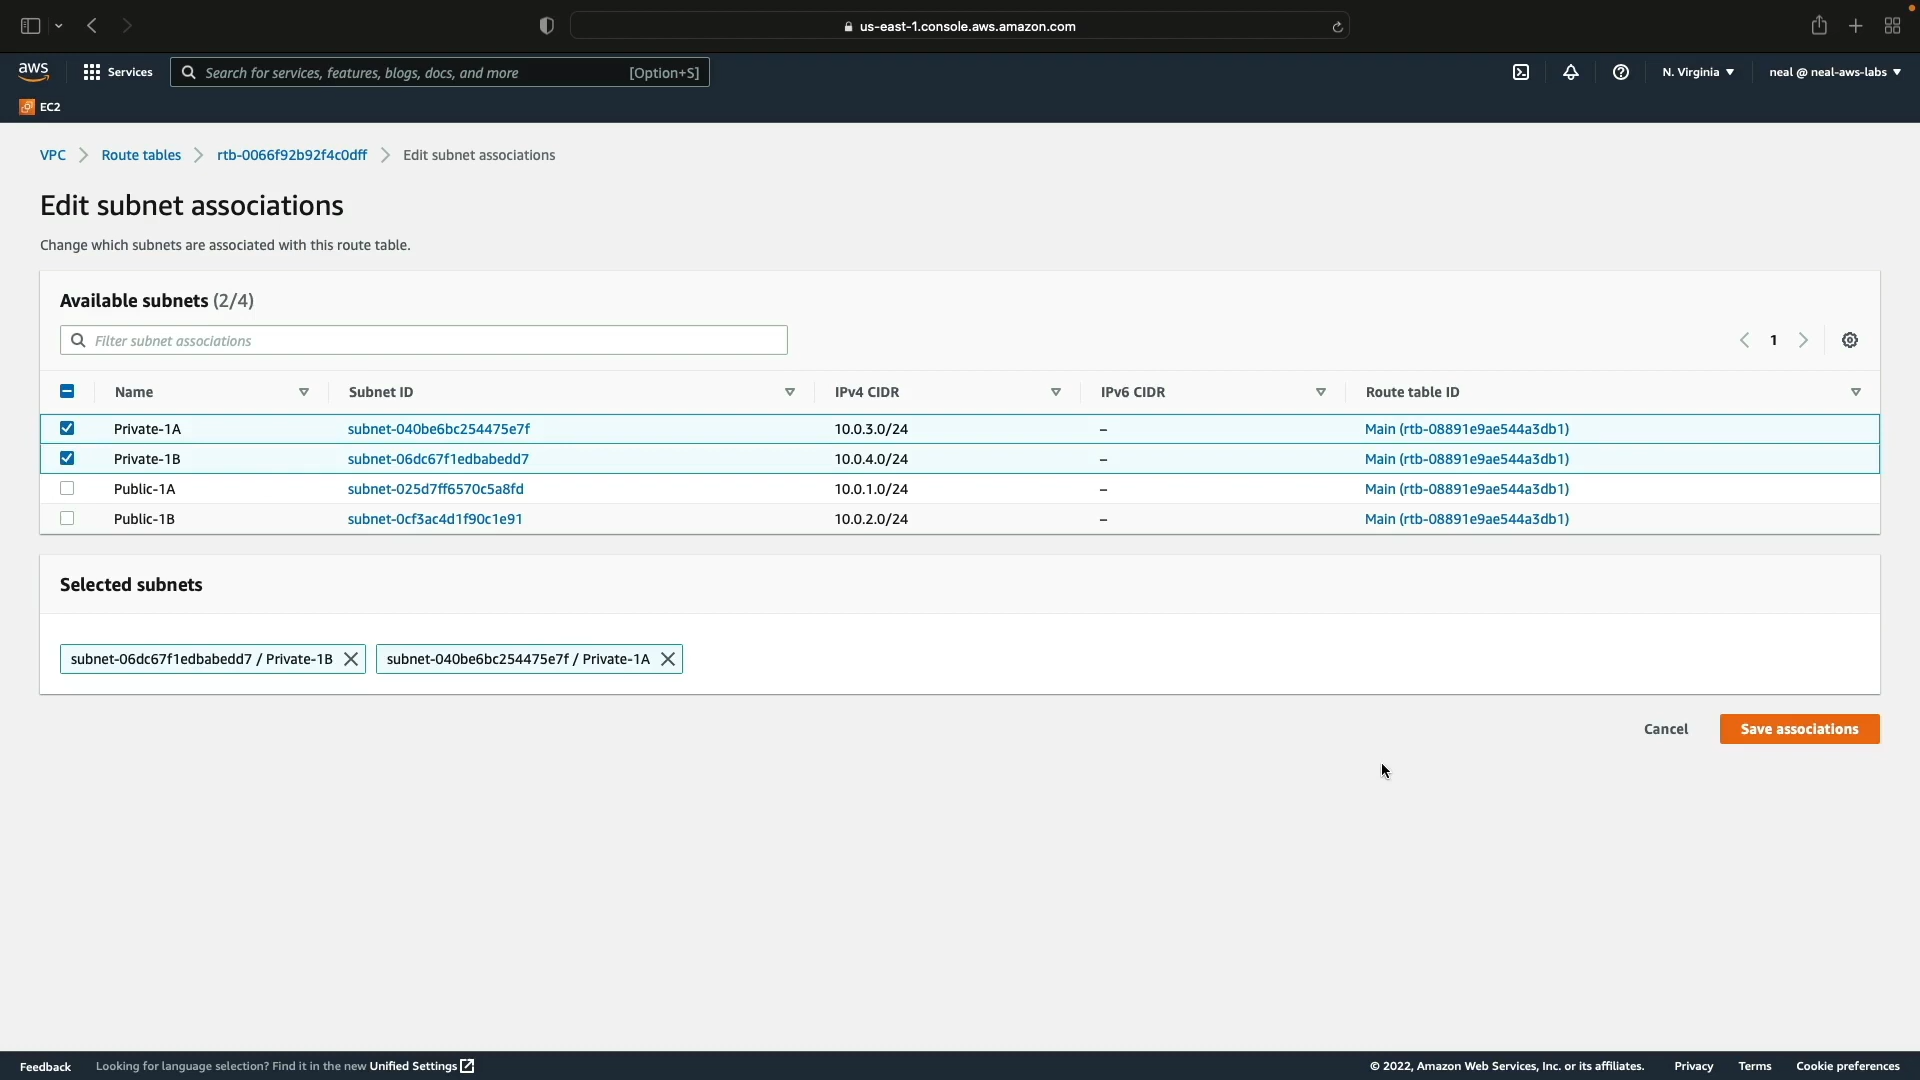 us-east-1.console.aws.amazon.com
aws
Services
Search for services, features, blogs, docs, and more [Option+S]
N. Virginia
neal @ neal-aws-labs
EC2
VPC
Route tables
rtb-0066f92b92f4c0dff
Edit subnet associations
Edit subnet associations
Change which subnets are associated with this route table.
Available subnets (2/4)
Filter subnet associations
1
Name Subnet ID IPv4 CIDR IPv6 CIDR Route table ID
Private-1A subnet-040be6bc254475e7f 10.0.3.0/24 – Main (rtb-08891e9ae544a3db1)
Private-1B subnet-06dc67f1edbabedd7 10.0.4.0/24 – Main (rtb-08891e9ae544a3db1)
Public-1A subnet-025d7ff6570c5a8fd 10.0.1.0/24 – Main (rtb-08891e9ae544a3db1)
Public-1B subnet-0cf3ac4d1f90c1e91 10.0.2.0/24 – Main (rtb-08891e9ae544a3db1)
Selected subnets
subnet-06dc67f1edbabedd7 / Private-1B
subnet-040be6bc254475e7f / Private-1A
Cancel
Save associations
Feedback
Looking for language selection? Find it in the new Unified Settings
© 2022, Amazon Web Services, Inc. or its affiliates.
Privacy
Terms
Cookie preferences